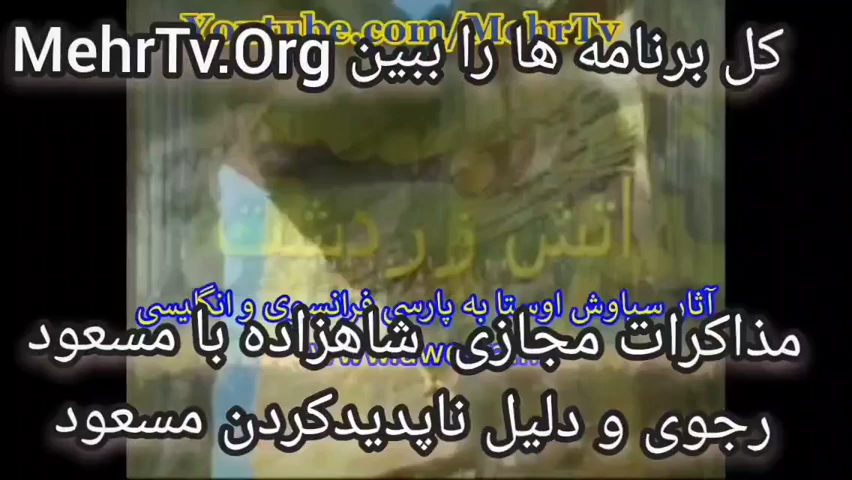 Youtube.com/MehrTv
کل برنامه ها را ببین MehrTv.Org
دانش زردشت
آثار سیاوش اوستا به پارسی فرانسوی و انگلیسی
مذاکرات مجازی شاهزاده با مسعود
رجوی و دلیل ناپدیدکردن مسعود